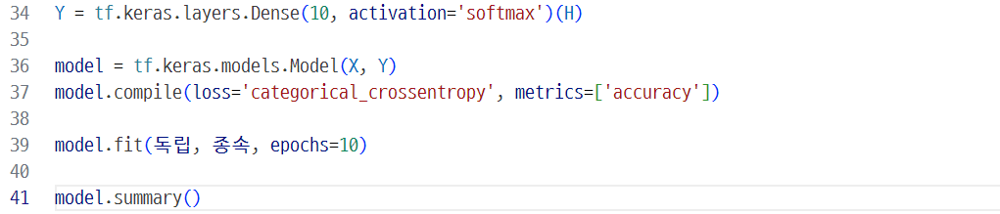 34 Y = tf.keras.layers.Dense(10, activation='softmax')(H)
35
36 model = tf.keras.models.Model(X, Y)
37 model.compile(loss='categorical_crossentropy', metrics=['accuracy'])
38
39 model.fit(독립, 종속, epochs=10)
40
41 model.summary()